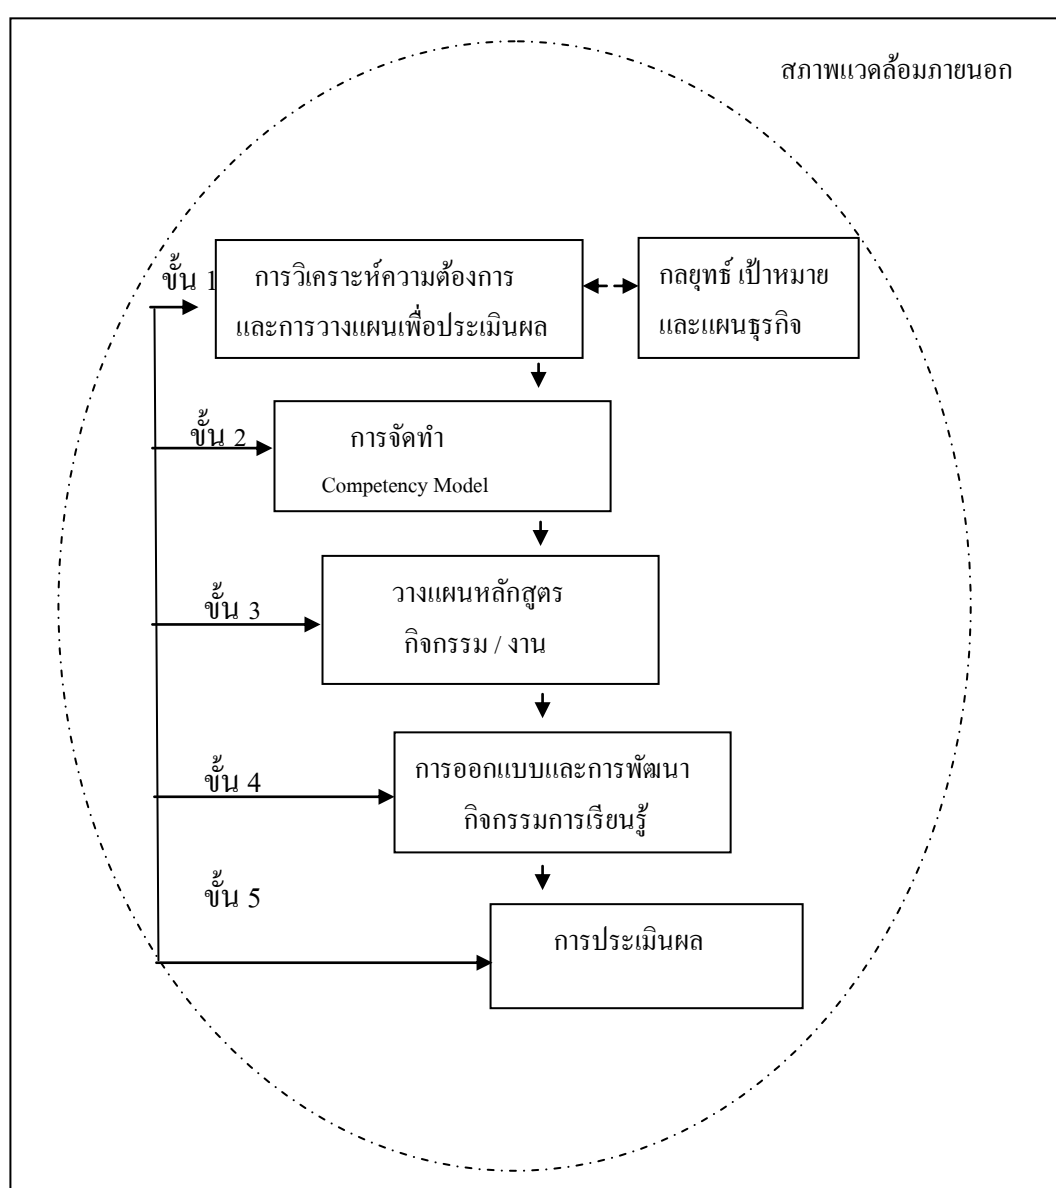 สภาพแวดล้อมภายนอก
ขั้น 1
การวิเคราะห์ความต้องการ
และการวางแผนเพื่อประเมินผล
กลยุทธ์ เป้าหมาย
และแผนธุรกิจ
ขั้น 2
การจัดทำ
Competency Model
ขั้น 3
วางแผนหลักสูตร
กิจกรรม / งาน
ขั้น 4
การออกแบบและการพัฒนา
กิจกรรมการเรียนรู้
ขั้น 5
การประเมินผล